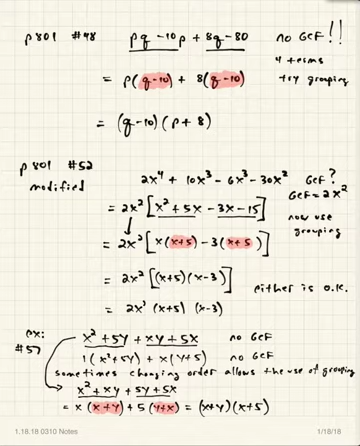 p801 #48 pq -10p + 8q -80 no GCF!!
4 terms
= p(q-10) + 8(q-10) try grouping
= (q-10)(p+8)
p801 #52
modified 2x⁴ + 10x³ - 6x³ - 30x² GCF?
GCF = 2x²
= 2x²[x² + 5x - 3x - 15]
now use
grouping
= 2x²[x(x+5) - 3(x+5)]
= 2x²[(x+5)(x-3)]
either is o.k.
= 2x²(x+5)(x-3)
ex: x² + 5y + xy + 5x no GCF
#57 1(x²+5y) + x(y+5) no GCF
sometimes changing order allows the use of grouping
x² + xy + 5y + 5x
= x(x+y) + 5(y+x) = (x+y)(x+5)
1.18.18 0310 Notes 1/18/18